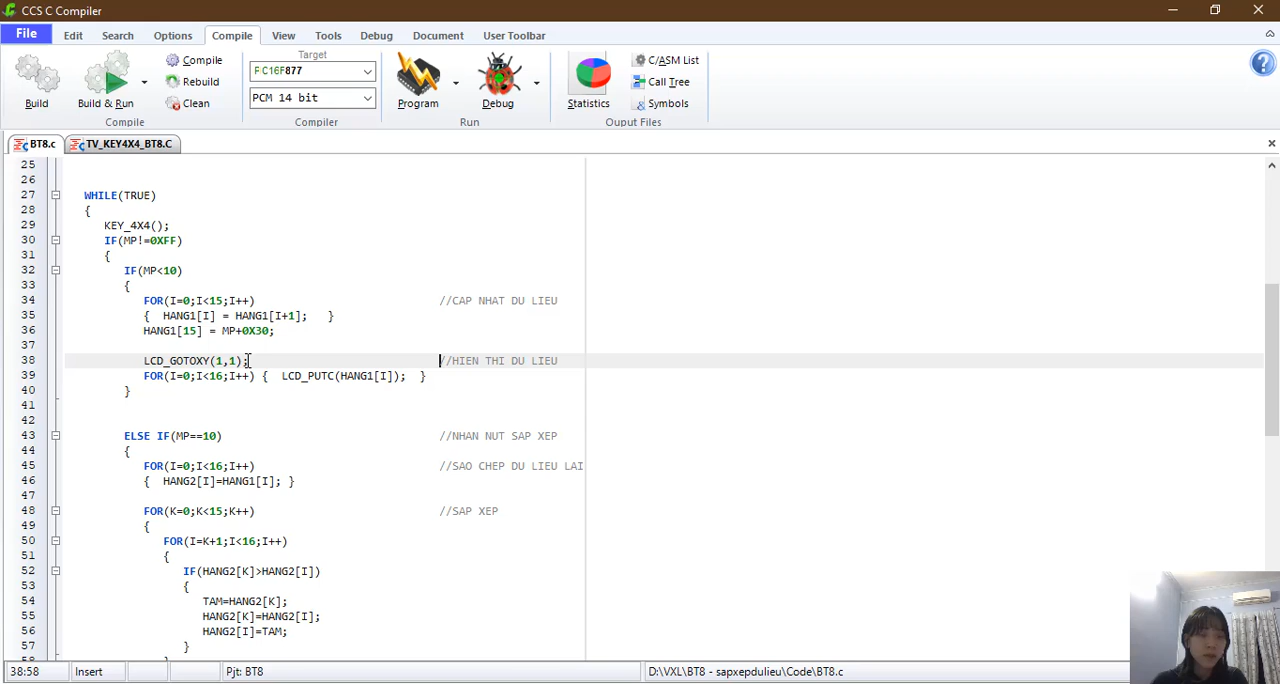 CCS C Compiler
File Edit Search Options Compile View Tools Debug Document User Toolbar
Build
Build & Run
Compile
Rebuild
Clean
Compile
Target
PIC16F877
PCM 14 bit
Compiler
Program
Debug
Run
Statistics
C/ASM List
Call Tree
Symbols
Ouput Files
BT8.c TV_KEY4X4_BT8.C
25
26
27 WHILE(TRUE)
28 {
29 KEY_4X4();
30 IF(MP!=0XFF)
31 {
32 IF(MP<10)
33 {
34 FOR(I=0;I<15;I++) //CAP NHAT DU LIEU
35 { HANG1[I] = HANG1[I+1]; }
36 HANG1[15] = MP+0X30;
37
38 LCD_GOTOXY(1,1); //HIEN THI DU LIEU
39 FOR(I=0;I<16;I++) { LCD_PUTC(HANG1[I]); }
40 }
41
42
43 ELSE IF(MP==10) //NHAN NUT SAP XEP
44 {
45 FOR(I=0;I<16;I++) //SAO CHEP DU LIEU LAI
46 { HANG2[I]=HANG1[I]; }
47
48 FOR(K=0;K<15;K++) //SAP XEP
49 {
50 FOR(I=K+1;I<16;I++)
51 {
52 IF(HANG2[K]>HANG2[I])
53 {
54 TAM=HANG2[K];
55 HANG2[K]=HANG2[I];
56 HANG2[I]=TAM;
57 }
38:58 Insert Pjt: BT8 D:\VXL\BT8 - sapxepdulieu\Code\BT8.c